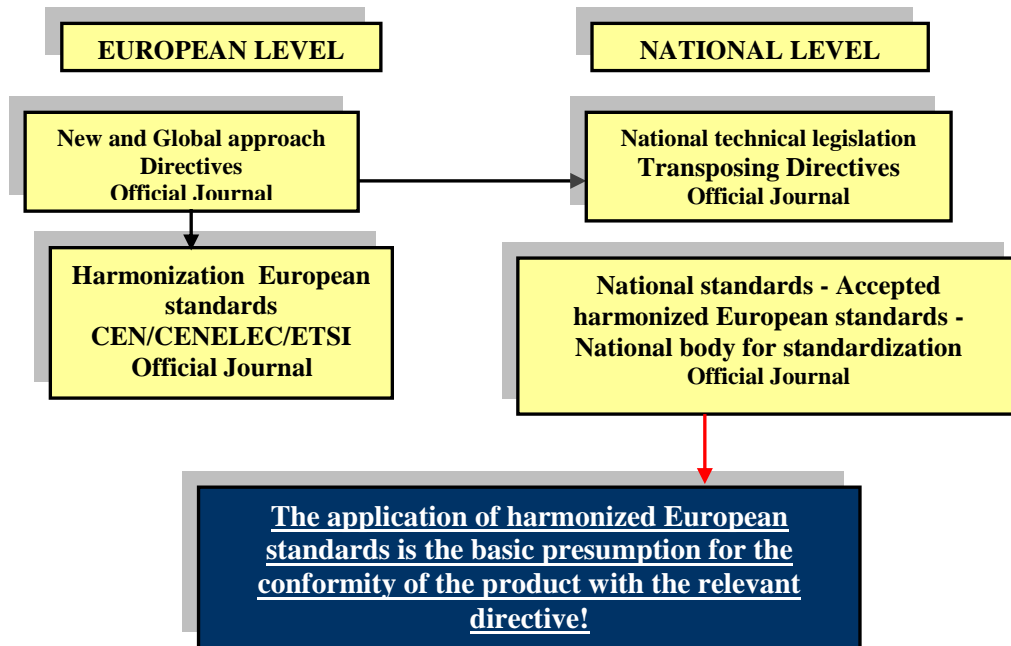 EUROPEAN LEVEL
NATIONAL LEVEL
New and Global approach
Directives
Official Journal
National technical legislation
Transposing Directives
Official Journal
Harmonization European
standards
CEN/CENELEC/ETSI
Official Journal
National standards - Accepted
harmonized European standards -
National body for standardization
Official Journal
The application of harmonized European
standards is the basic presumption for the
conformity of the product with the relevant
directive!